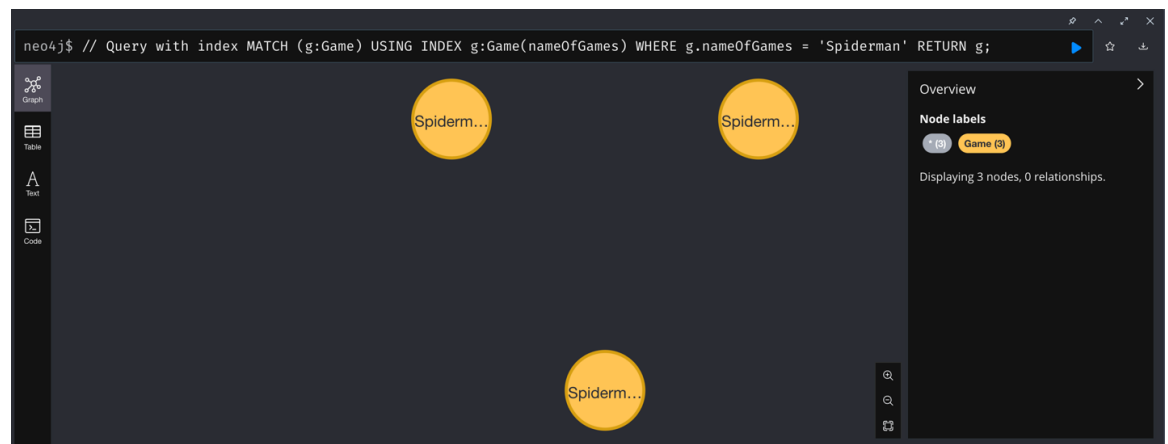 neo4j$ // Query with index MATCH (g:Game) USING INDEX g:Game(nameOfGames) WHERE g.nameOfGames = 'Spiderman' RETURN g;
Graph
Table
Text
Code
Spiderm...
Spiderm...
Spiderm...
Overview
Node labels
* (3) Game (3)
Displaying 3 nodes, 0 relationships.